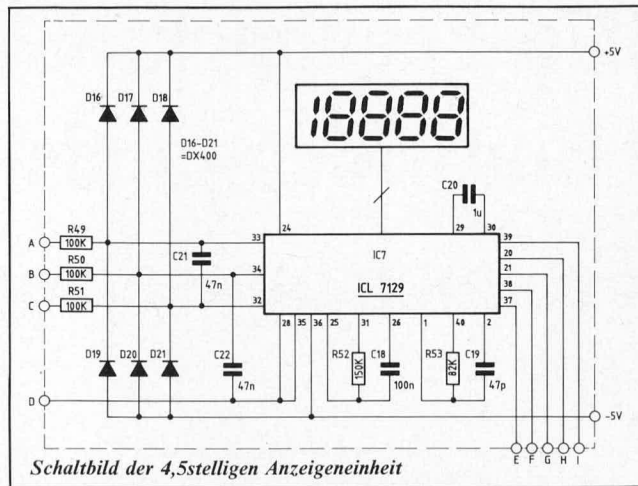 +5V
D16 D17 D18
18888
D16-D21
=DX400
C20
1u
R49
A 100K
33 24 29 30 39
R50
B 100K
C21
47n
34
IC7
ICL 7129
20
21
R51
C 100K
32
38
37
28 35 36 25 31 26 1 40 2
D19 D20 D21
C22
47n
R52
150K
C18
100n
R53
82K
C19
47p
D
-5V
E F G H I
Schaltbild der 4,5stelligen Anzeigeneinheit